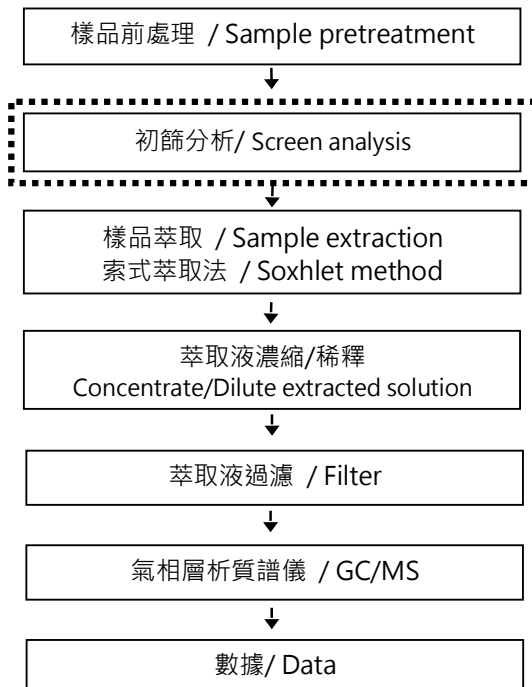 樣品前處理 / Sample pretreatment
初篩分析/ Screen analysis
樣品萃取 / Sample extraction
索式萃取法 / Soxhlet method
萃取液濃縮/稀釋
Concentrate/Dilute extracted solution
萃取液過濾 / Filter
氣相層析質譜儀 / GC/MS
數據/ Data